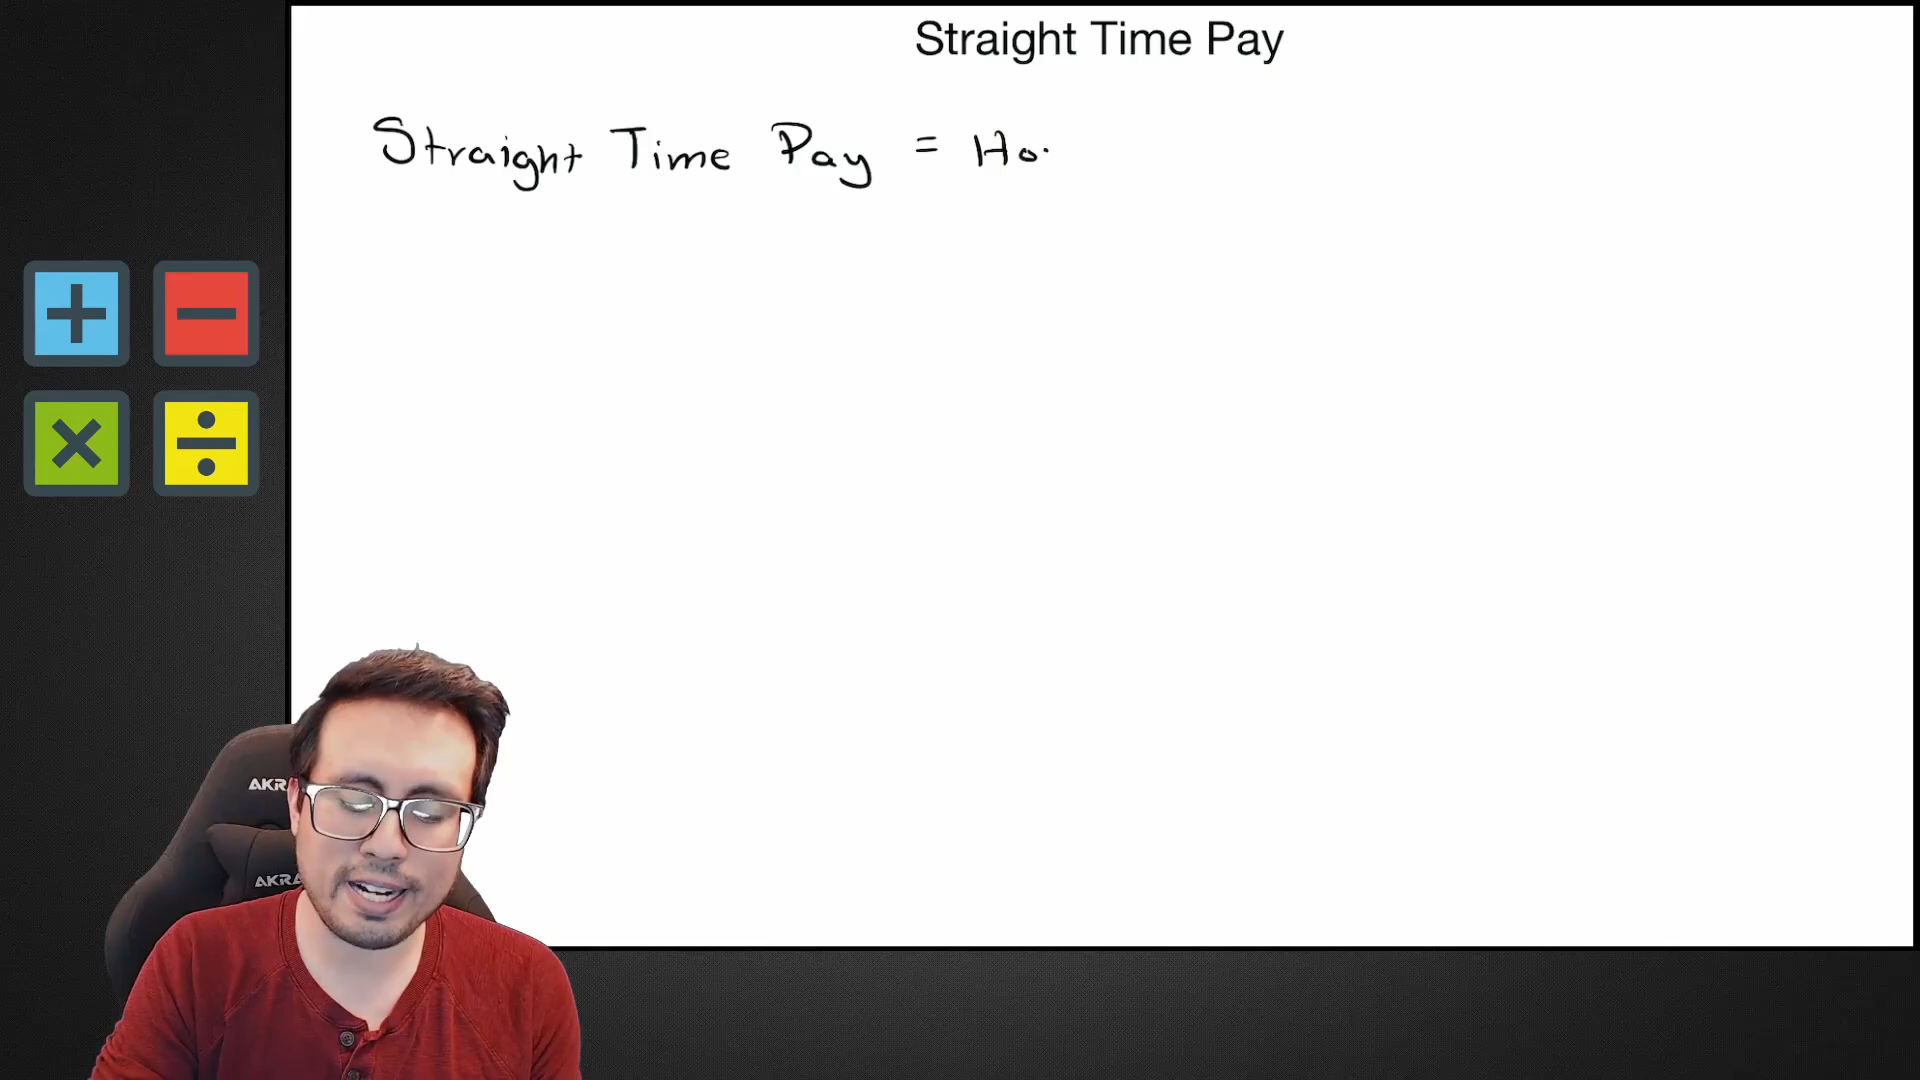 Straight Time Pay
Straight Time Pay = Ho
+ −
× ÷
AKR
AKRA